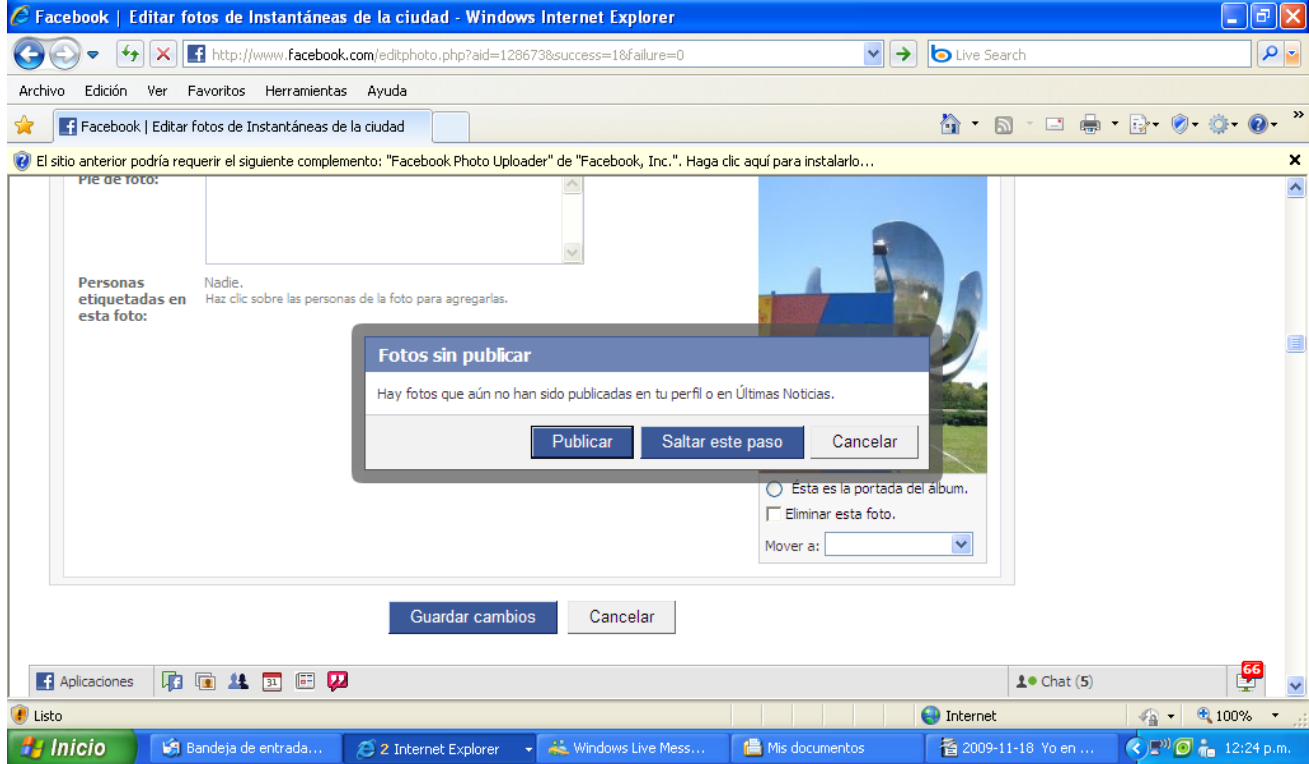 Facebook | Editar fotos de Instantáneas de la ciudad - Windows Internet Explorer
http://www.facebook.com/editphoto.php?aid=128673&success=1&failure=0
Live Search
Archivo Edición Ver Favoritos Herramientas Ayuda
Facebook | Editar fotos de Instantáneas de la ciudad
El sitio anterior podría requerir el siguiente complemento: "Facebook Photo Uploader" de "Facebook, Inc.". Haga clic aquí para instalarlo...
Pie de foto:
Personas etiquetadas en esta foto:
Nadie.
Haz clic sobre las personas de la foto para agregarlas.
Fotos sin publicar
Hay fotos que aún no han sido publicadas en tu perfil o en Últimas Noticias.
Publicar Saltar este paso Cancelar
Ésta es la portada del álbum.
Eliminar esta foto.
Mover a:
Guardar cambios Cancelar
Aplicaciones 31 Chat (5) 66
Listo Internet 100%
Inicio Bandeja de entrada... 2 Internet Explorer Windows Live Mess... Mis documentos 2009-11-18 Yo en ... 12:24 p.m.